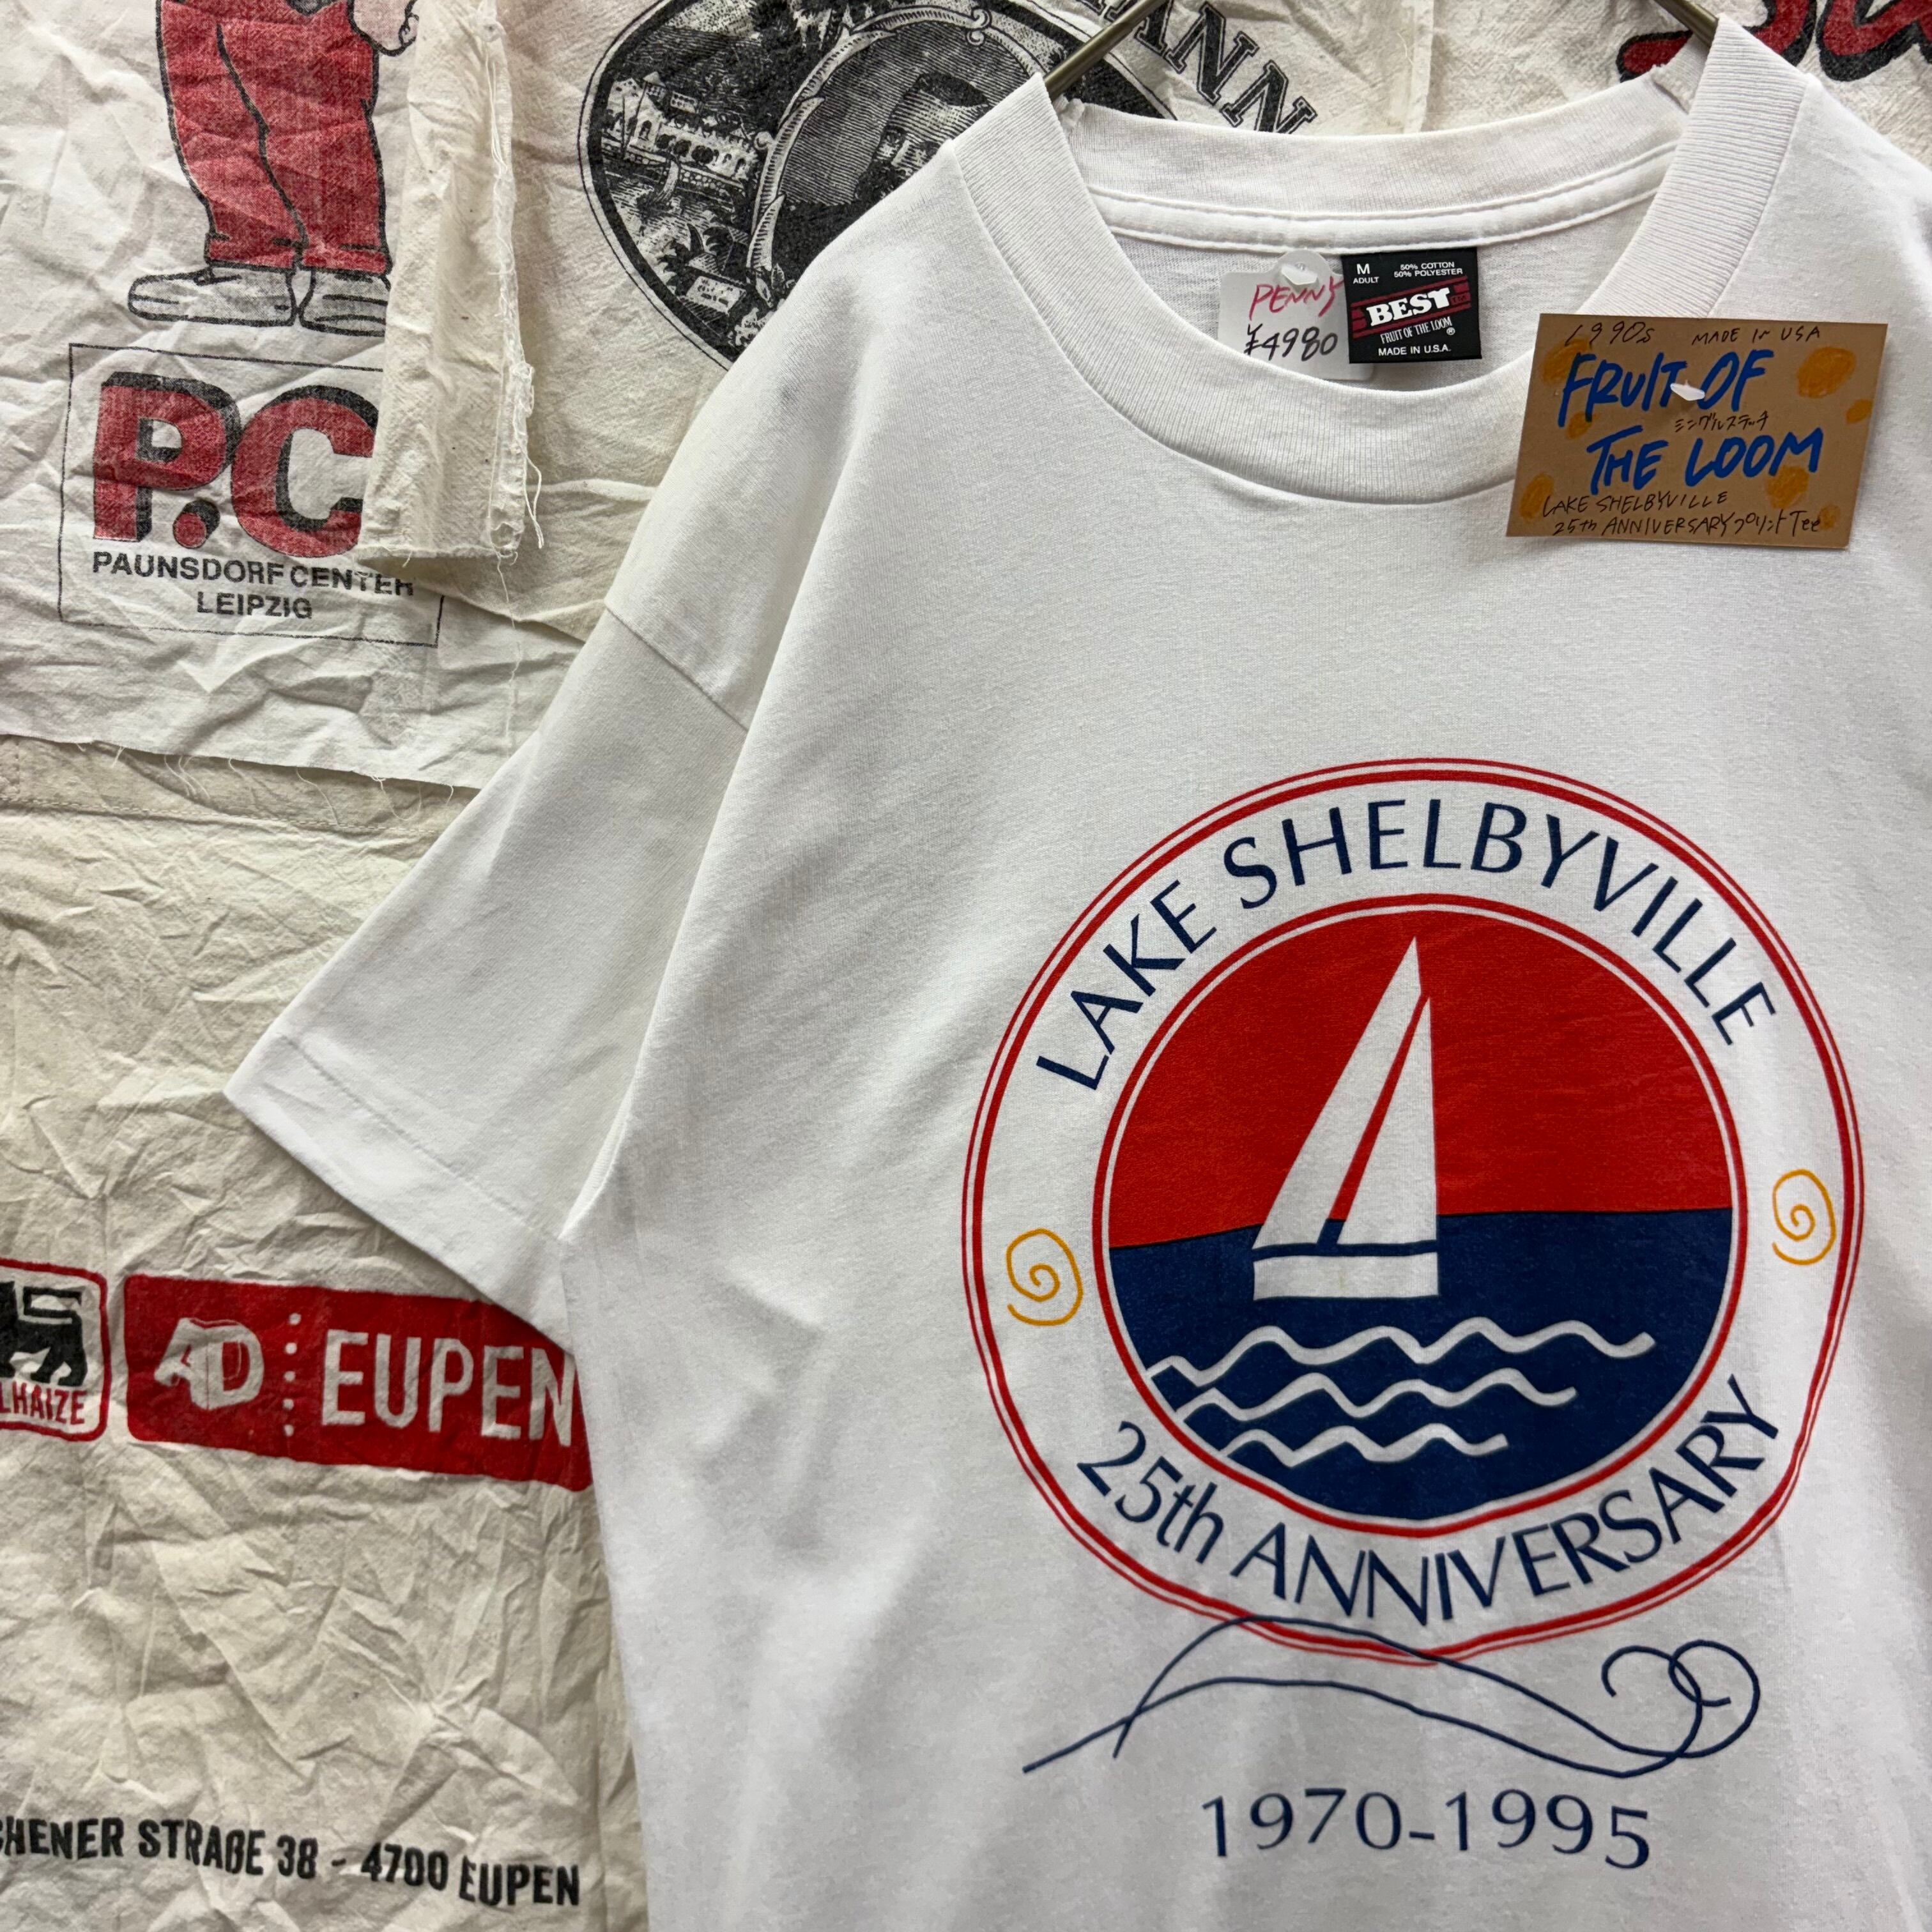 P.C
PAUNSDORF CENTER
LEIPZIG
M
ADULT
50% COTTON
50% POLYESTER
BEST
FRUIT OF THE LOOM®
MADE IN U.S.A.
PENNY
¥4980
1990s MADE IN USA
FRUIT OF
シングルステッチ
THE LOOM
LAKE SHELBYVILLE
25th ANNIVERSARYプリントTee
LAKE SHELBYVILLE
25th ANNIVERSARY
1970-1995
LHAIZE
AD EUPEN
CHENER STRAßE 38 - 4700 EUPEN